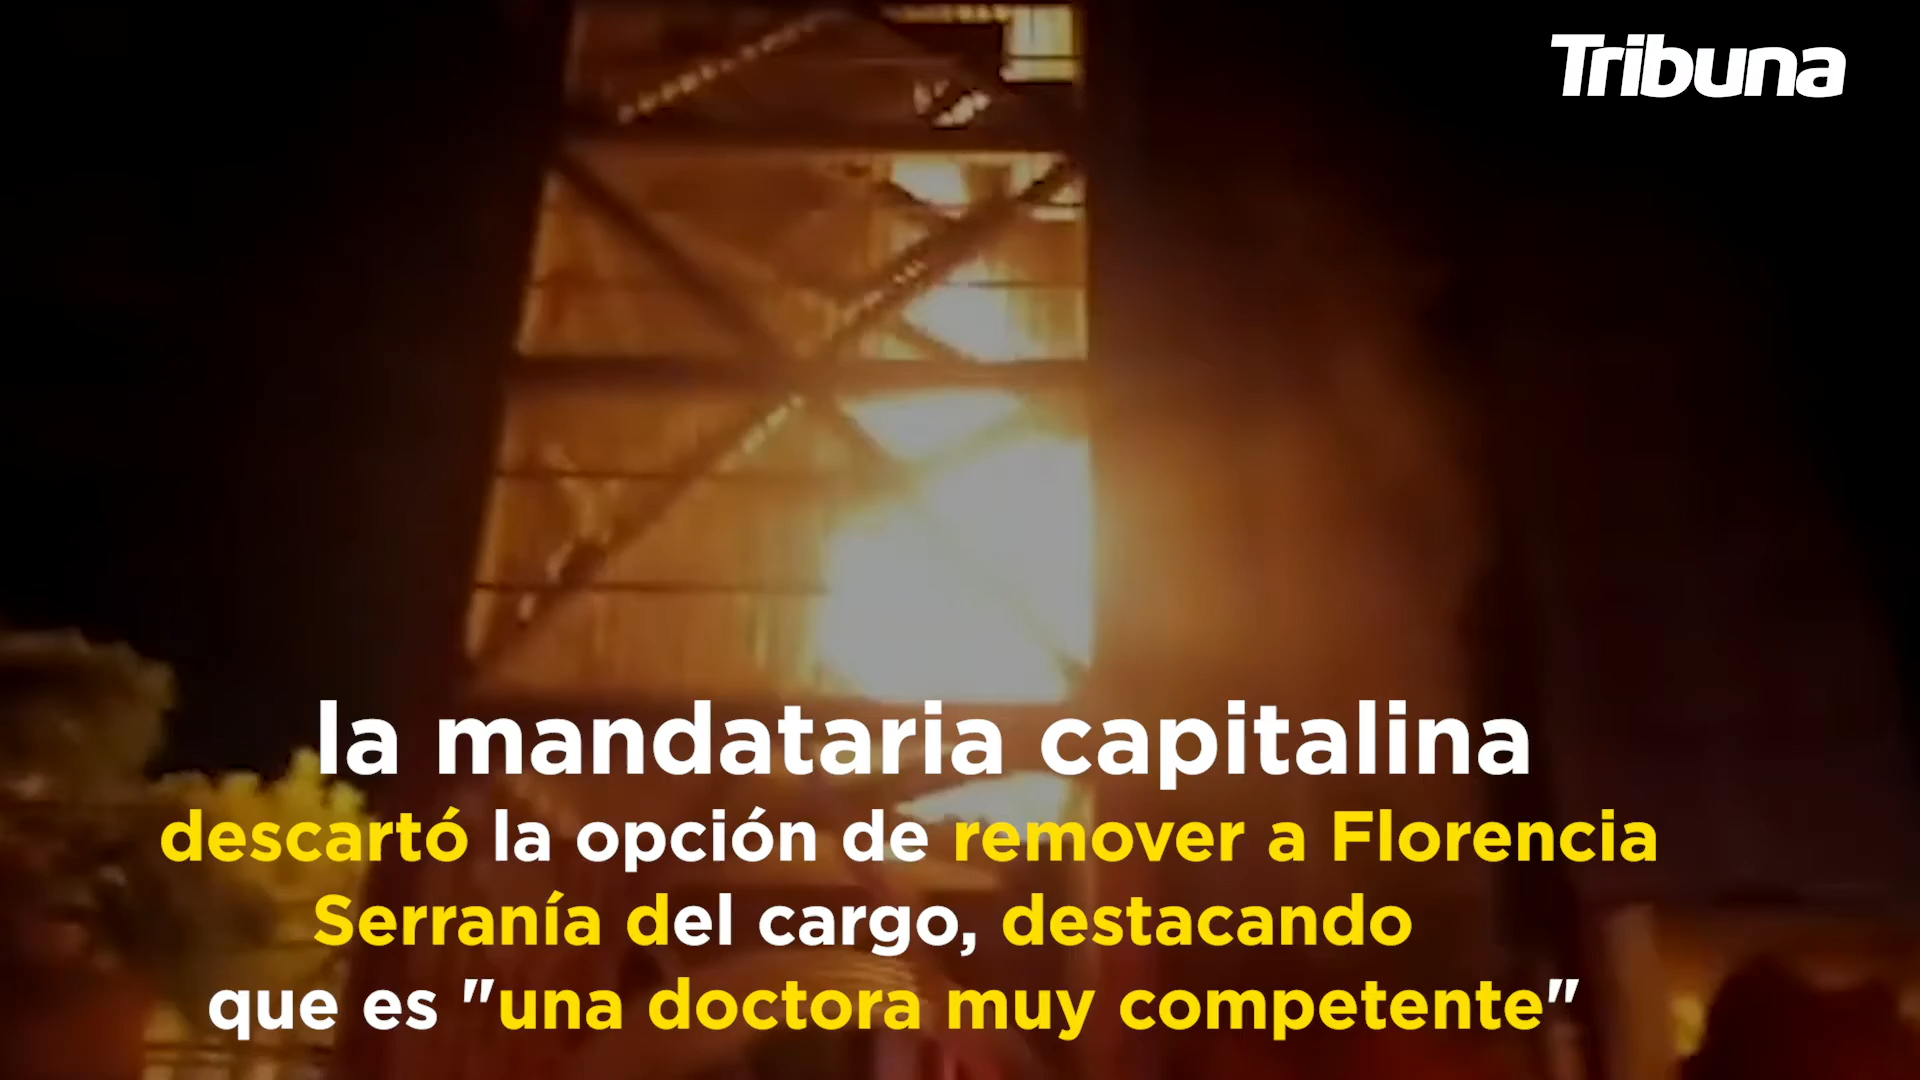 Tribuna
la mandataria capitalina
descartó la opción de remover a Florencia
Serranía del cargo, destacando
que es "una doctora muy competente"